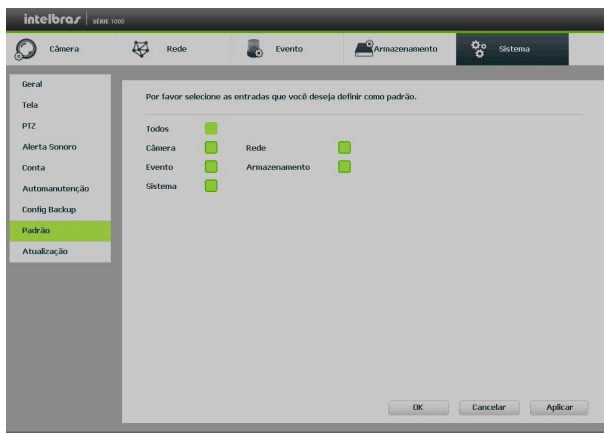 intelbras SÉRIE 1000
Câmera Rede Evento Armazenamento Sistema
Geral
Tela
PTZ
Alerta Sonoro
Conta
Automanutenção
Config Backup
Padrão
Atualização
Por favor selecione as entradas que você deseja definir como padrão.
Todos
Câmera Rede
Evento Armazenamento
Sistema
OK Cancelar Aplicar